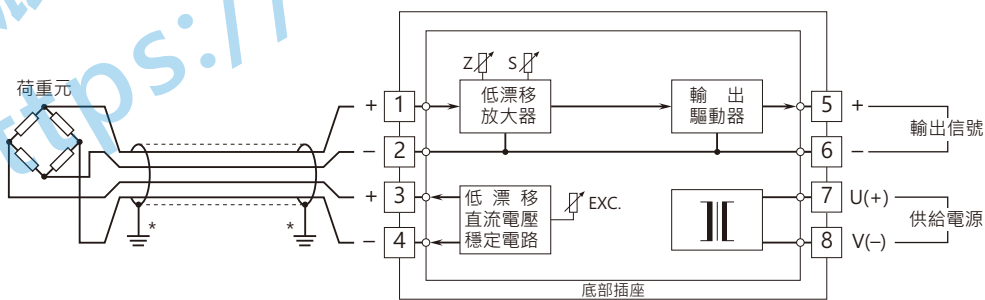 ttps://
荷重元
Z S
低漂移
放大器
輸 出
驅動器
+ 1
– 2
+ 3
– 4
低 漂 移
直流電壓
穩定電路
EXC.
5 +
6 –
輸出信號
7 U(+)
8 V(–)
供給電源
* *
底部插座